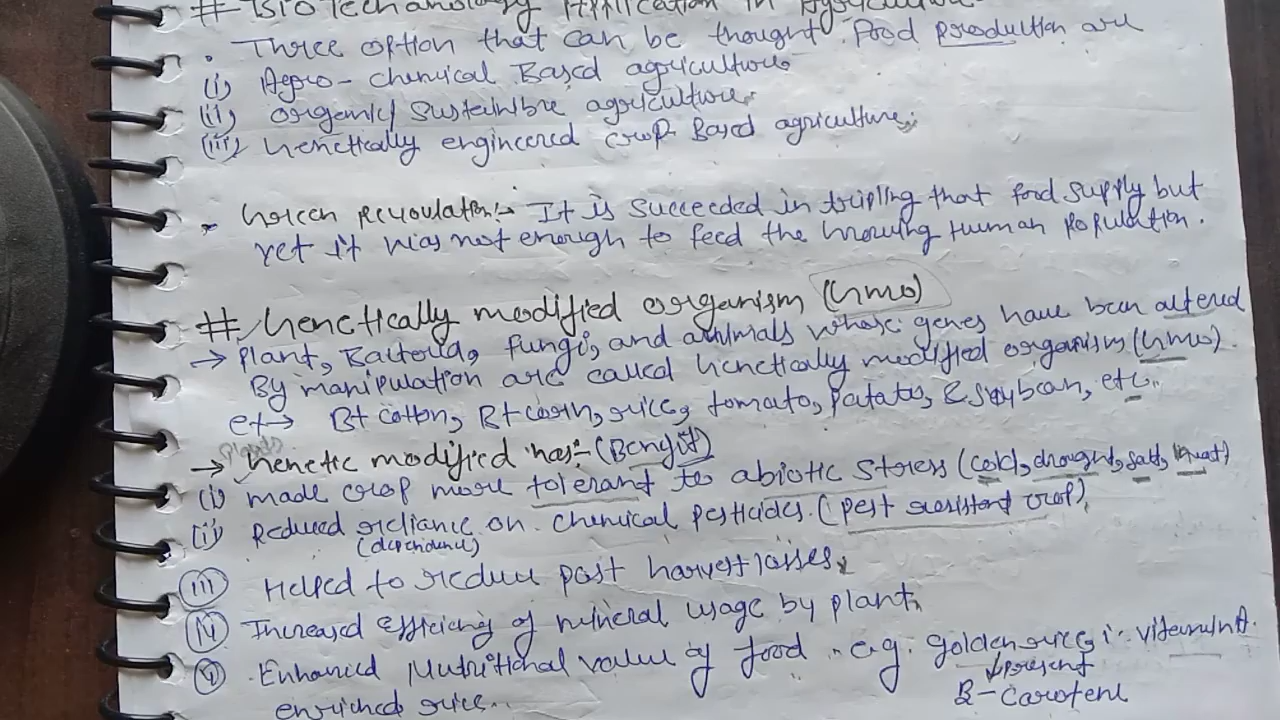 # BioTechnology Application in Agriculture
• Three option that can be thought Food production are
(i) Agro-chemical Based agriculture.
(ii) organic/ sustainible agriculture.
(iii) Genetically engineered crop Based agriculture.
• Green Revoulation:- It is succeeded in tripling that food supply but
yet it was not enough to feed the Growing Human Population.
# Genetically modified organism (GMO)
→ Plant, Bacteria, fungi, and animals whose genes have been altered
By manipulation are called Genetically modified organism (GMO).
ex→ Bt cotton, Bt corn, rice, tomato, Patato, & soybean, etc..
Plants
→ Genetic modified has:- (Benefit)
(i) made crop more tolerant to abiotic stress (cold, drought, salt, heat)
(ii) Reduced reliance on chemical pesticides. (pest resistant crop)
(dependence)
(iii) Helped to reduce post harvest losses.
(iv) Increased efficiency of mineral usage by plant.
(v) Enhanced Nutritional value of food. e.g. golden rice, i.e. vitamin A.
present
enriched rice..
B-Carotene